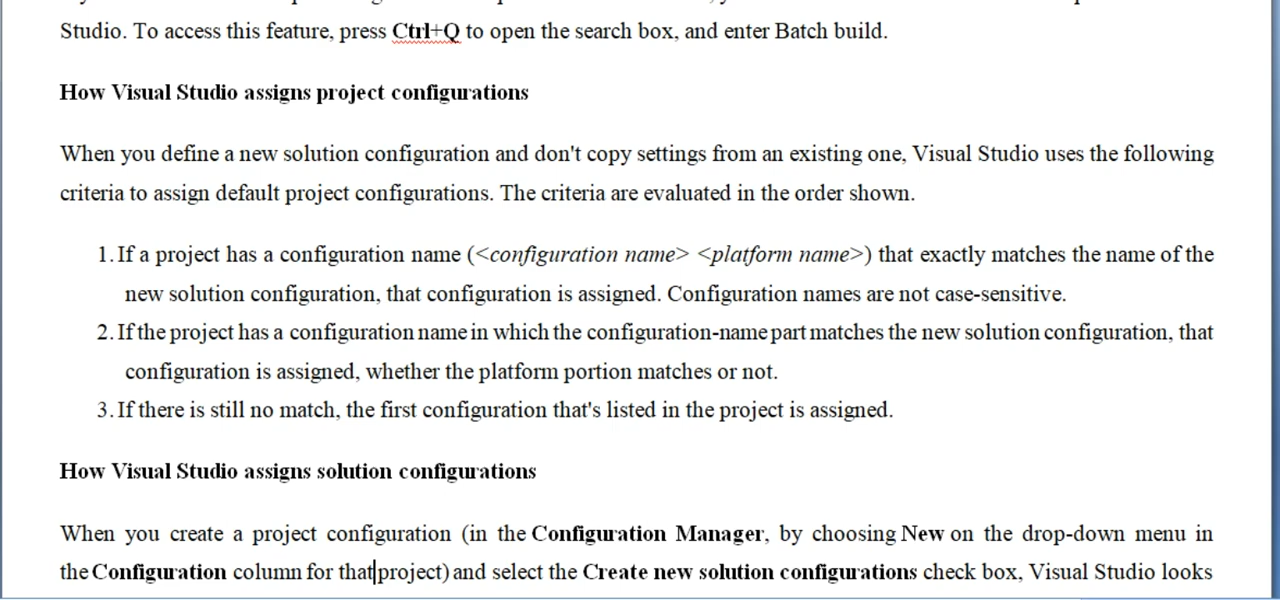 Studio. To access this feature, press Ctrl+Q to open the search box, and enter Batch build.
How Visual Studio assigns project configurations
When you define a new solution configuration and don't copy settings from an existing one, Visual Studio uses the following
criteria to assign default project configurations. The criteria are evaluated in the order shown.
1. If a project has a configuration name (<configuration name> <platform name>) that exactly matches the name of the
new solution configuration, that configuration is assigned. Configuration names are not case-sensitive.
2. If the project has a configuration name in which the configuration-name part matches the new solution configuration, that
configuration is assigned, whether the platform portion matches or not.
3. If there is still no match, the first configuration that's listed in the project is assigned.
How Visual Studio assigns solution configurations
When you create a project configuration (in the Configuration Manager, by choosing New on the drop-down menu in
the Configuration column for that project) and select the Create new solution configurations check box, Visual Studio looks